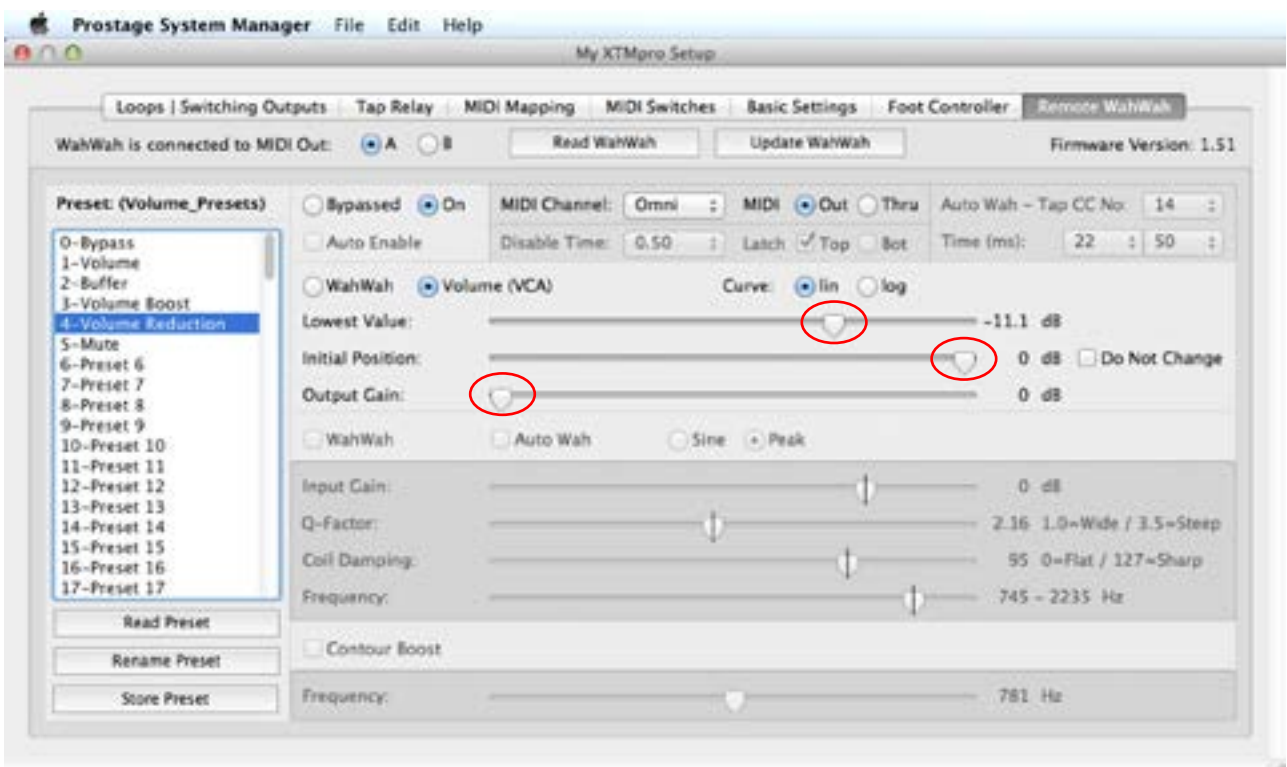 Prostage System Manager File Edit Help
My XTMpro Setup
Loops | Switching Outputs Tap Relay MIDI Mapping MIDI Switches Basic Settings Foot Controller Remote WahWah
WahWah is connected to MIDI Out: A B Read WahWah Update WahWah Firmware Version: 1.51
Preset: (Volume_Presets) Bypassed On MIDI Channel: Omni MIDI Out Thru Auto Wah - Tap CC No: 14
Auto Enable Disable Time: 0.50 Latch Top Bot Time (ms): 22 50
0-Bypass
1-Volume
2-Buffer
3-Volume Boost
4-Volume Reduction
5-Mute
6-Preset 6
7-Preset 7
8-Preset 8
9-Preset 9
10-Preset 10
11-Preset 11
12-Preset 12
13-Preset 13
14-Preset 14
15-Preset 15
16-Preset 16
17-Preset 17
Read Preset
Rename Preset
Store Preset
WahWah Volume (VCA) Curve: lin log
Lowest Value: -11.1 dB
Initial Position: 0 dB Do Not Change
Output Gain: 0 dB
WahWah Auto Wah Sine Peak
Input Gain: 0 dB
Q-Factor: 2.16 1.0=Wide / 3.5=Steep
Coil Damping: 95 0=Flat / 127=Sharp
Frequency: 745 - 2235 Hz
Contour Boost
Frequency: 781 Hz